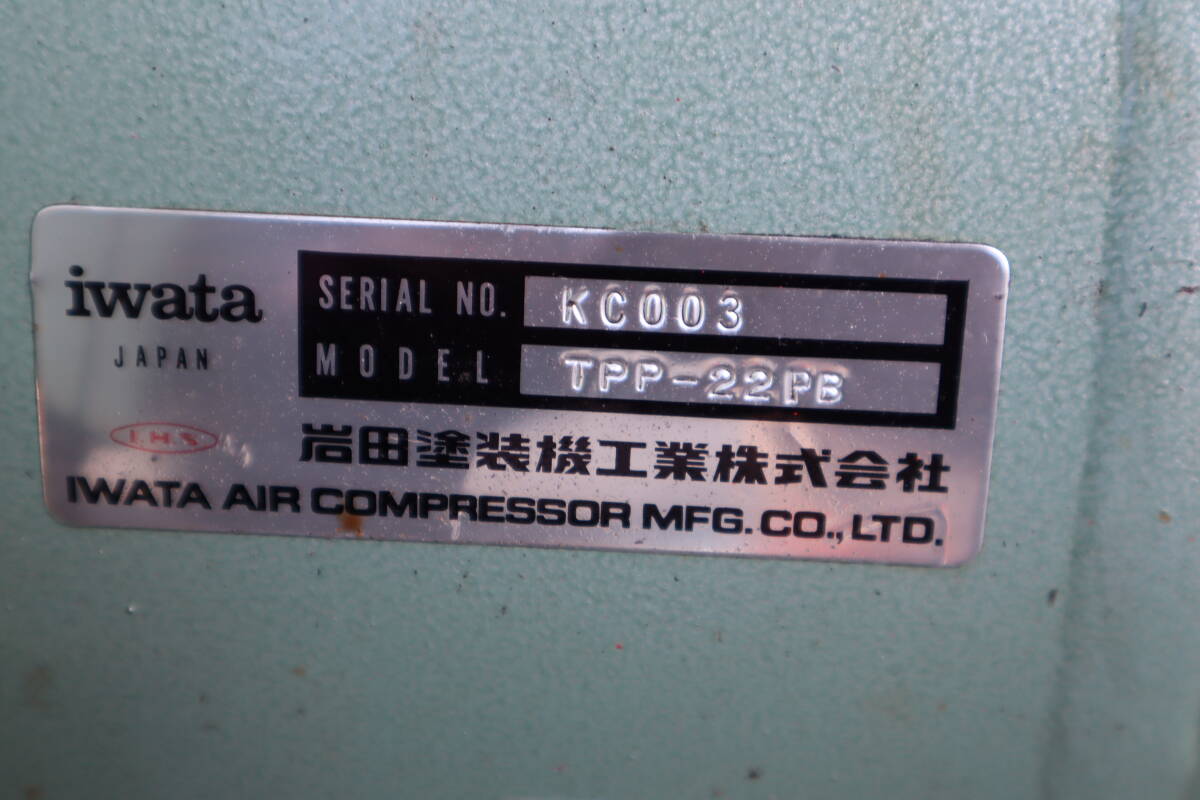 iwata
JAPAN
SERIAL NO. KC003
MODEL TPP-22PB
I.H.S
岩田塗装機工業株式会社
IWATA AIR COMPRESSOR MFG. CO., LTD.